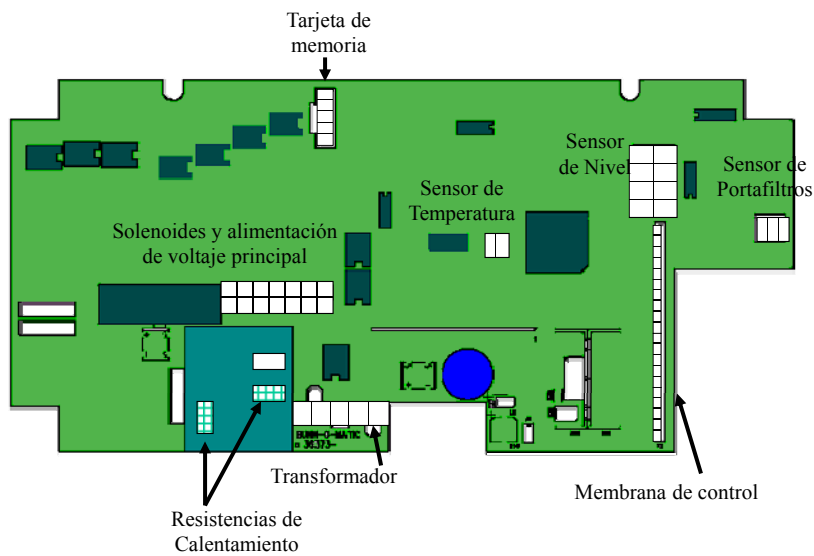 Tarjeta de
memoria
Sensor
de Nivel
Sensor de
Portafiltros
Sensor de
Temperatura
Solenoides y alimentación
de voltaje principal
BUNN-O-MATIC
36373-
Transformador
Membrana de control
Resistencias de
Calentamiento